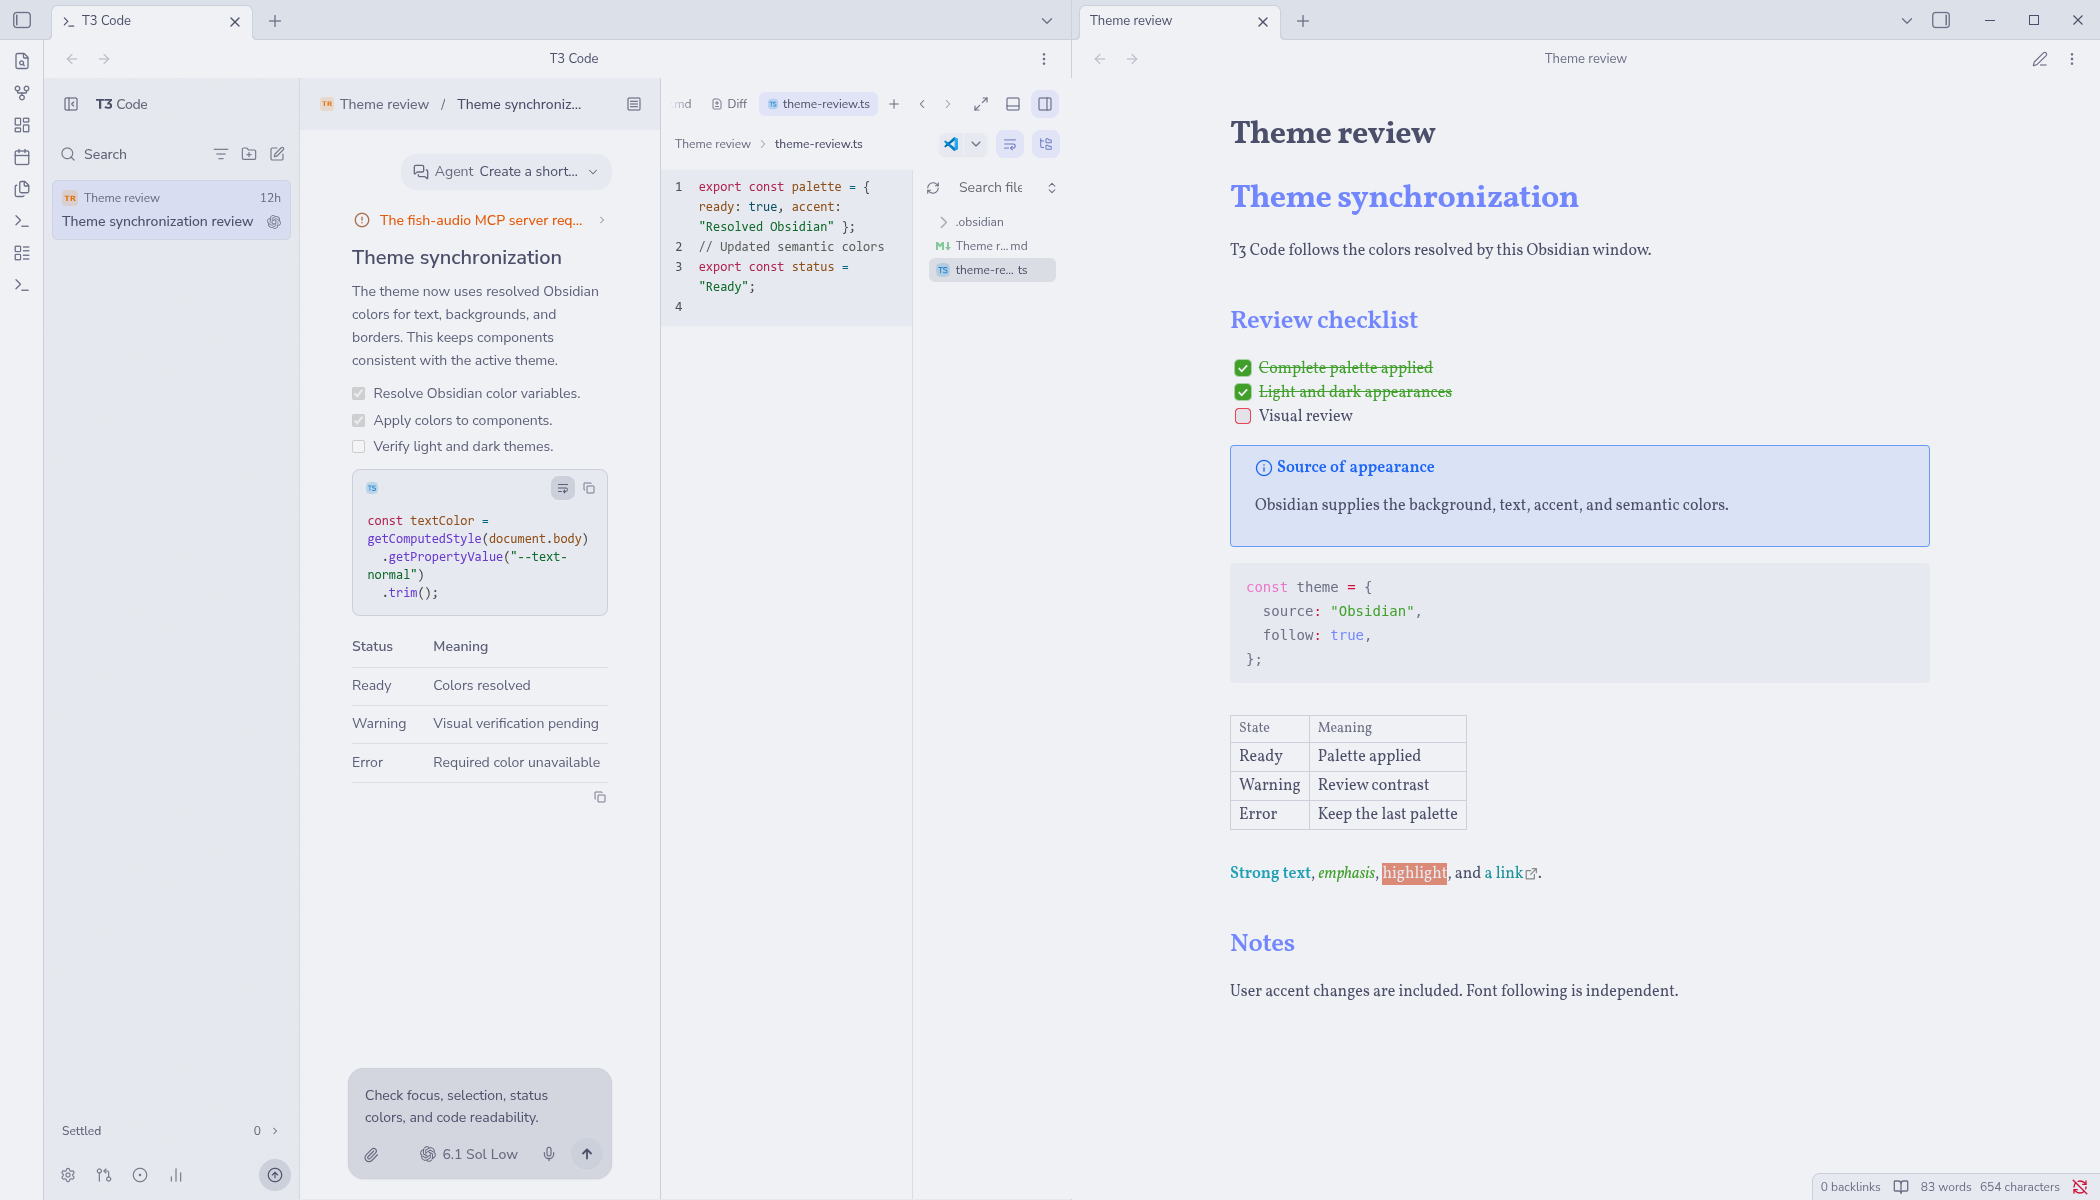 T3 Code
Theme review
T3 Code
Theme review
T3 Code
Search
TR Theme review 12h
Theme synchronization review
Settled 0
TR Theme review / Theme synchroniz...
Agent Create a short...
The fish-audio MCP server req...
Theme synchronization
The theme now uses resolved Obsidian
colors for text, backgrounds, and
borders. This keeps components
consistent with the active theme.
Resolve Obsidian color variables.
Apply colors to components.
Verify light and dark themes.
TS
const textColor =
getComputedStyle(document.body)
.getPropertyValue("--text-
normal")
.trim();
Status Meaning
Ready Colors resolved
Warning Visual verification pending
Error Required color unavailable
Check focus, selection, status
colors, and code readability.
6.1 Sol Low
.md Diff TS theme-review.ts
Theme review > theme-review.ts
1 export const palette = {
ready: true, accent:
"Resolved Obsidian" };
2 // Updated semantic colors
3 export const status =
"Ready";
4
Search file
.obsidian
M↓ Theme r... md
TS theme-re... ts
Theme review
Theme synchronization
T3 Code follows the colors resolved by this Obsidian window.
Review checklist
Complete palette applied
Light and dark appearances
Visual review
Source of appearance
Obsidian supplies the background, text, accent, and semantic colors.
const theme = {
source: "Obsidian",
follow: true,
};
State Meaning
Ready Palette applied
Warning Review contrast
Error Keep the last palette
Strong text, emphasis, highlight, and a link.
Notes
User accent changes are included. Font following is independent.
0 backlinks 83 words 654 characters